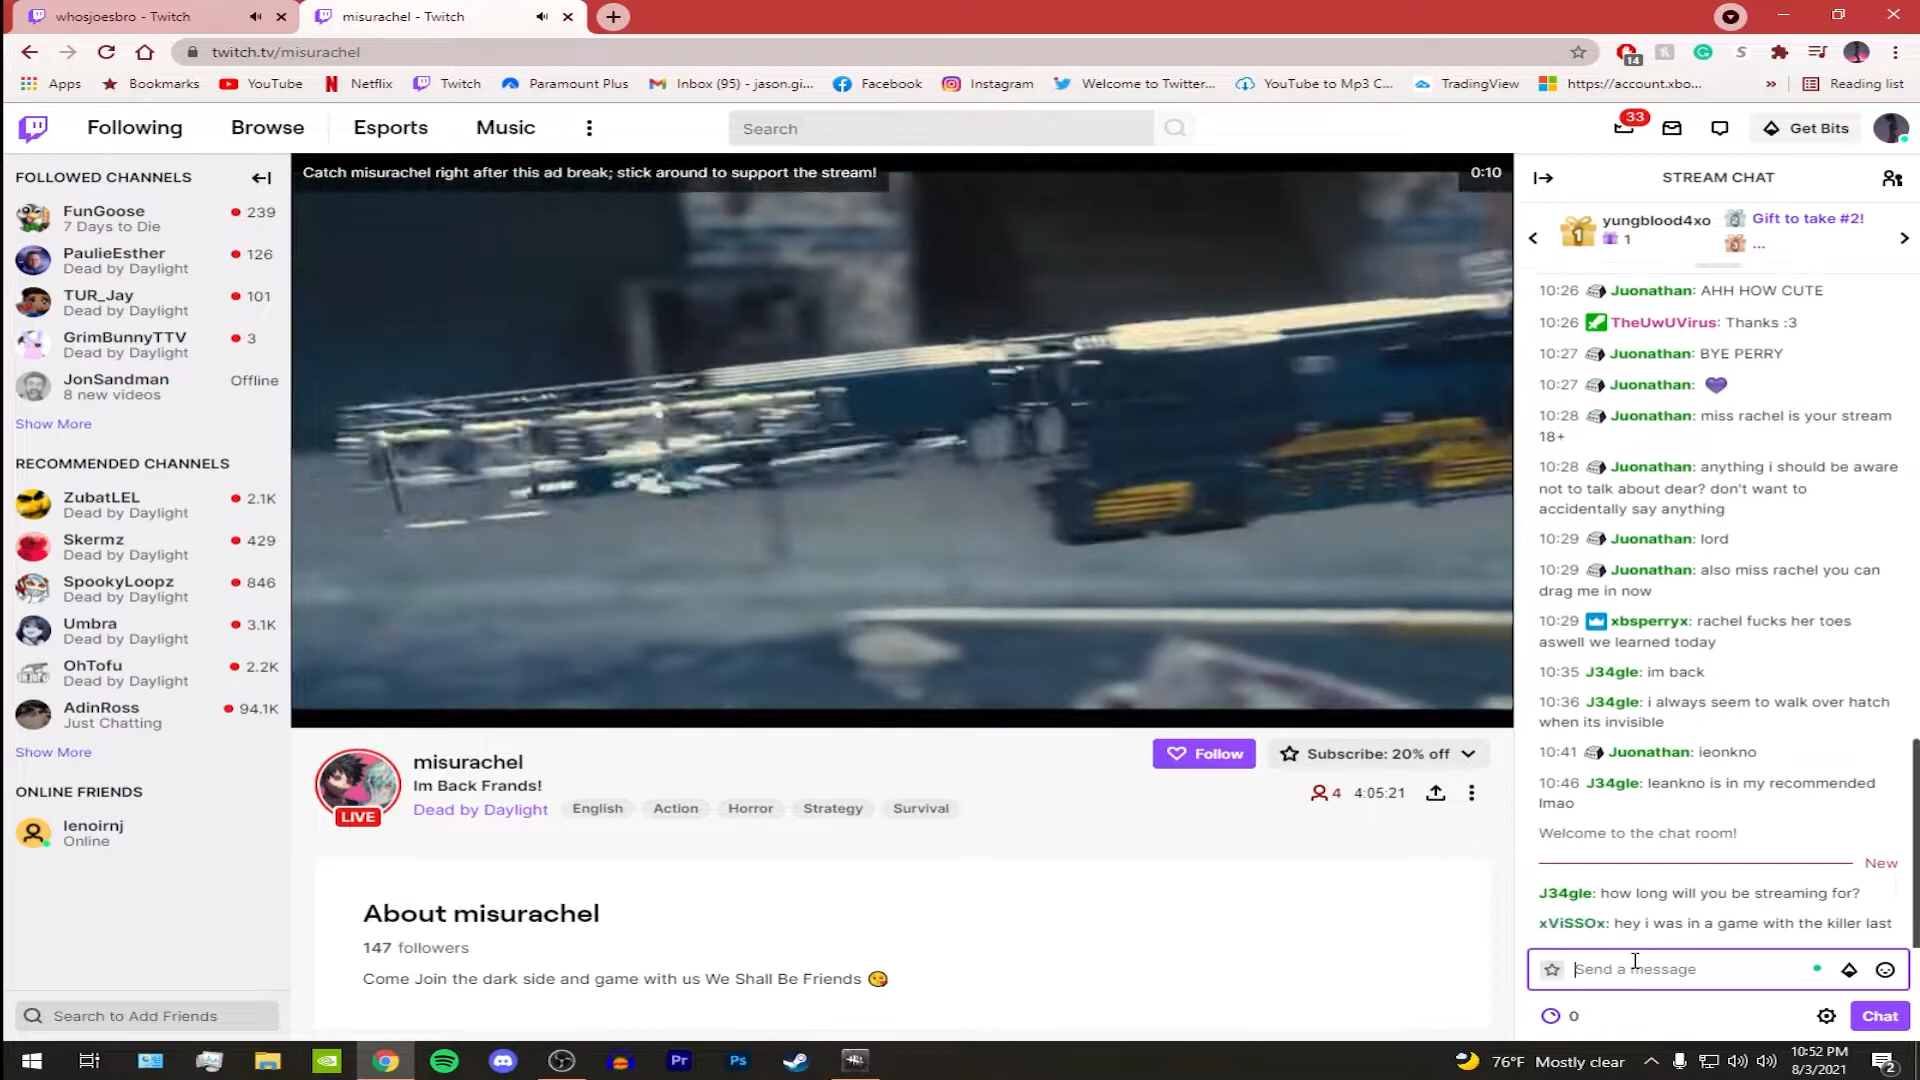 whosjoesbro - Twitch
misurachel - Twitch
twitch.tv/misurachel
14
Apps
Bookmarks
YouTube
Netflix
Twitch
Paramount Plus
Inbox (95) - jason.gi...
Facebook
Instagram
Welcome to Twitter...
YouTube to Mp3 C...
TradingView
https://account.xbo...
»
Reading list
Following
Browse
Esports
Music
Search
33
Get Bits
FOLLOWED CHANNELS
FunGoose
239
7 Days to Die
PaulieEsther
126
Dead by Daylight
TUR_Jay
101
Dead by Daylight
GrimBunnyTTV
3
Dead by Daylight
JonSandman
Offline
8 new videos
Show More
RECOMMENDED CHANNELS
ZubatLEL
2.1K
Dead by Daylight
Skermz
429
Dead by Daylight
SpookyLoopz
846
Dead by Daylight
Umbra
3.1K
Dead by Daylight
OhTofu
2.2K
Dead by Daylight
AdinRoss
94.1K
Just Chatting
Show More
ONLINE FRIENDS
lenoirnj
Online
Search to Add Friends
Catch misurachel right after this ad break; stick around to support the stream!
0:10
misurachel
Im Back Frands!
Dead by Daylight
English
Action
Horror
Strategy
Survival
LIVE
Follow
Subscribe: 20% off
4
4:05:21
About misurachel
147 followers
Come Join the dark side and game with us We Shall Be Friends 😘
STREAM CHAT
1
yungblood4xo
1
Gift to take #2!
...
10:26 Juonathan: AHH HOW CUTE
10:26 TheUwUVirus: Thanks :3
10:27 Juonathan: BYE PERRY
10:27 Juonathan: 💜
10:28 Juonathan: miss rachel is your stream
18+
10:28 Juonathan: anything i should be aware
not to talk about dear? don't want to
accidentally say anything
10:29 Juonathan: lord
10:29 Juonathan: also miss rachel you can
drag me in now
10:29 xbsperryx: rachel fucks her toes
aswell we learned today
10:35 J34gle: im back
10:36 J34gle: i always seem to walk over hatch
when its invisible
10:41 Juonathan: ieonkno
10:46 J34gle: leankno is in my recommended
lmao
Welcome to the chat room!
New
J34gle: how long will you be streaming for?
xViSSOx: hey i was in a game with the killer last
Send a message
0
Chat
Pr
Ps
76°F Mostly clear
10:52 PM
8/3/2021
2